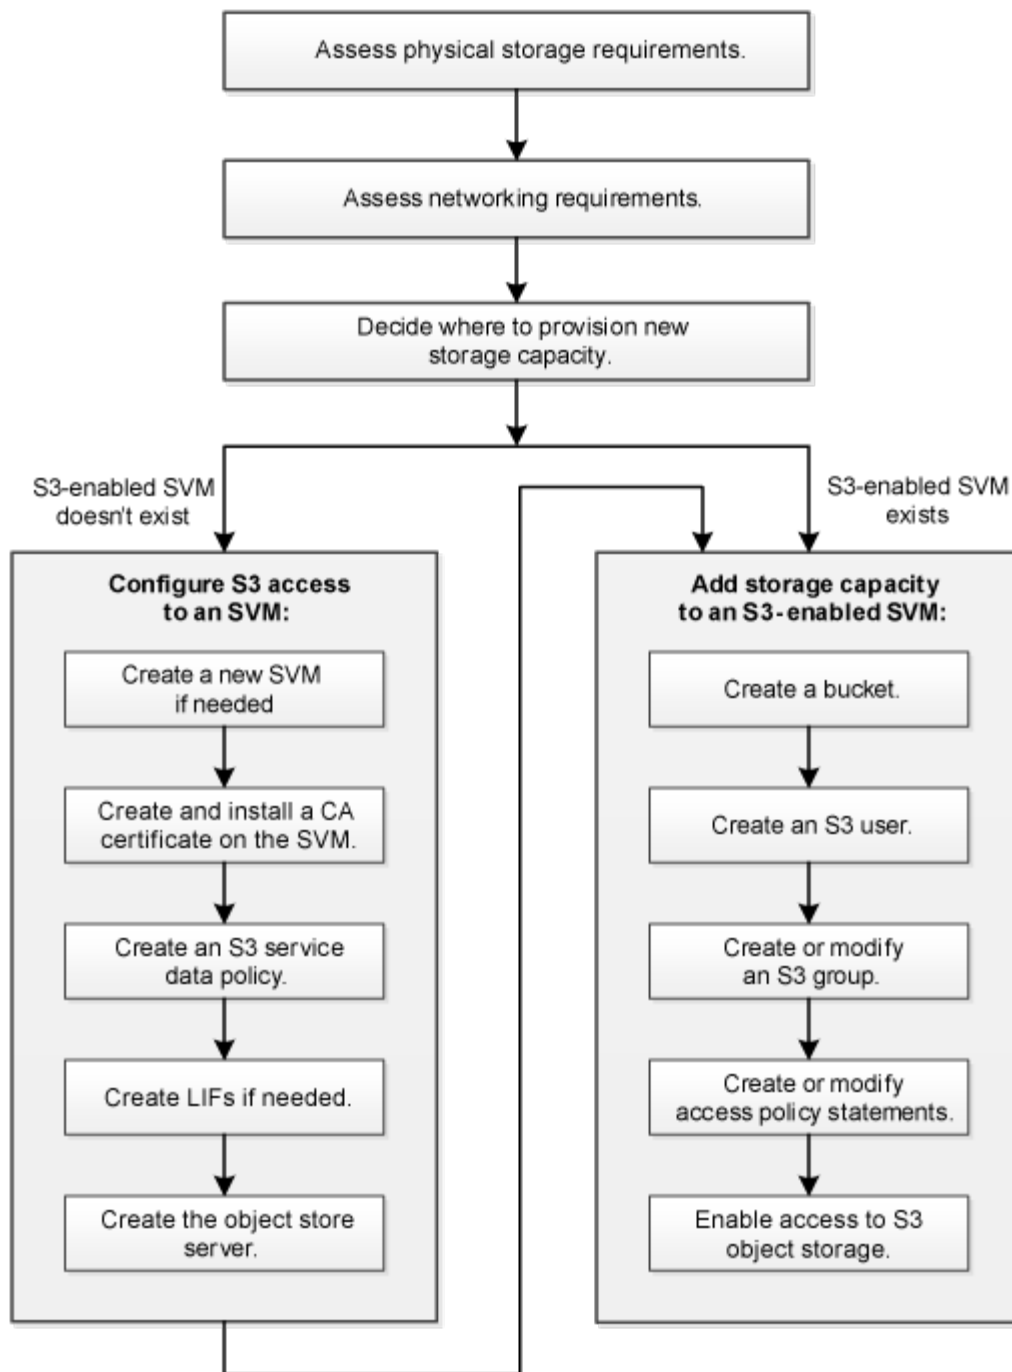 Assess physical storage requirements.
Assess networking requirements.
Decide where to provision new
storage capacity.
S3-enabled SVM
doesn't exist
S3-enabled SVM
exists
Configure S3 access
to an SVM:
Create a new SVM
if needed
Create and install a CA
certificate on the SVM.
Create an S3 service
data policy.
Create LIFs if needed.
Create the object store
server.
Add storage capacity
to an S3-enabled SVM:
Create a bucket.
Create an S3 user.
Create or modify
an S3 group.
Create or modify
access policy statements.
Enable access to S3
object storage.